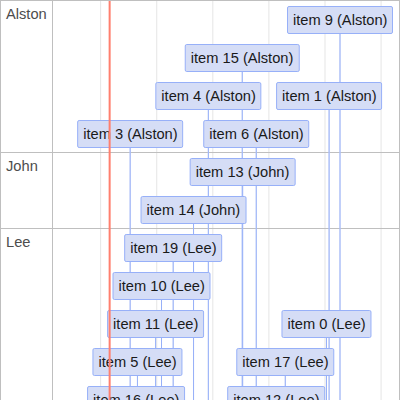 Alston
item 9 (Alston)
item 15 (Alston)
item 4 (Alston)
item 1 (Alston)
item 3 (Alston)
item 6 (Alston)
John
item 13 (John)
item 14 (John)
Lee
item 19 (Lee)
item 10 (Lee)
item 11 (Lee)
item 0 (Lee)
item 5 (Lee)
item 17 (Lee)
item 16 (Lee)
item 12 (Lee)